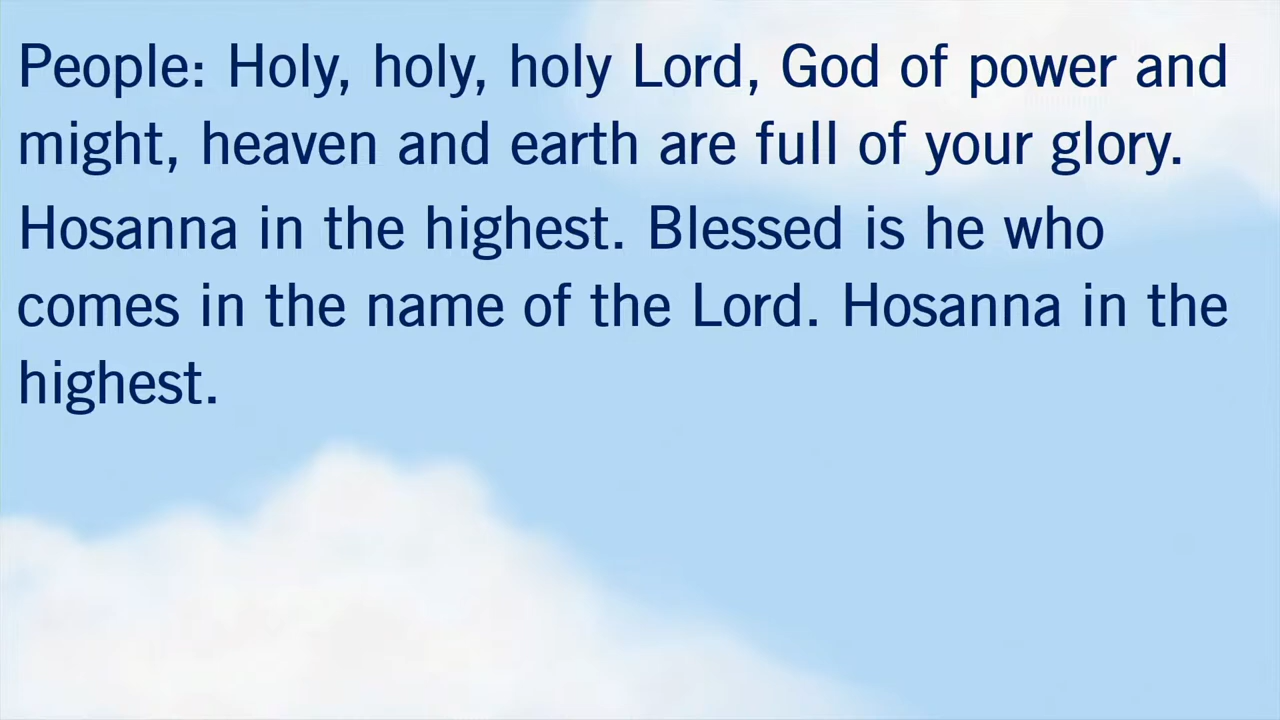 People: Holy, holy, holy Lord, God of power and
might, heaven and earth are full of your glory.
Hosanna in the highest. Blessed is he who
comes in the name of the Lord. Hosanna in the
highest.